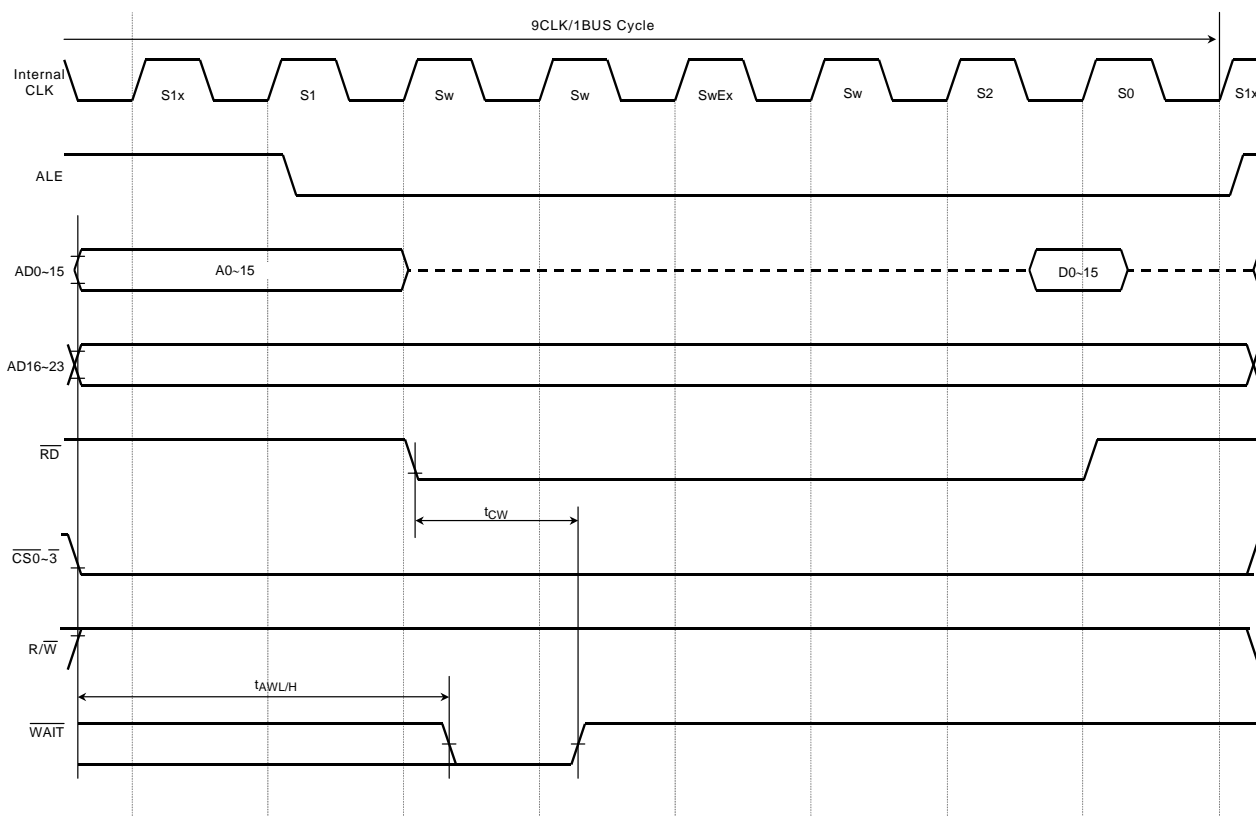 9CLK/1BUS Cycle
Internal CLK
S1x
S1
Sw
Sw
SwEx
Sw
S2
S0
S1x
ALE
AD0~15
A0~15
D0~15
AD16~23
RD
tCW
CS0~3
R/W
tAWL/H
WAIT